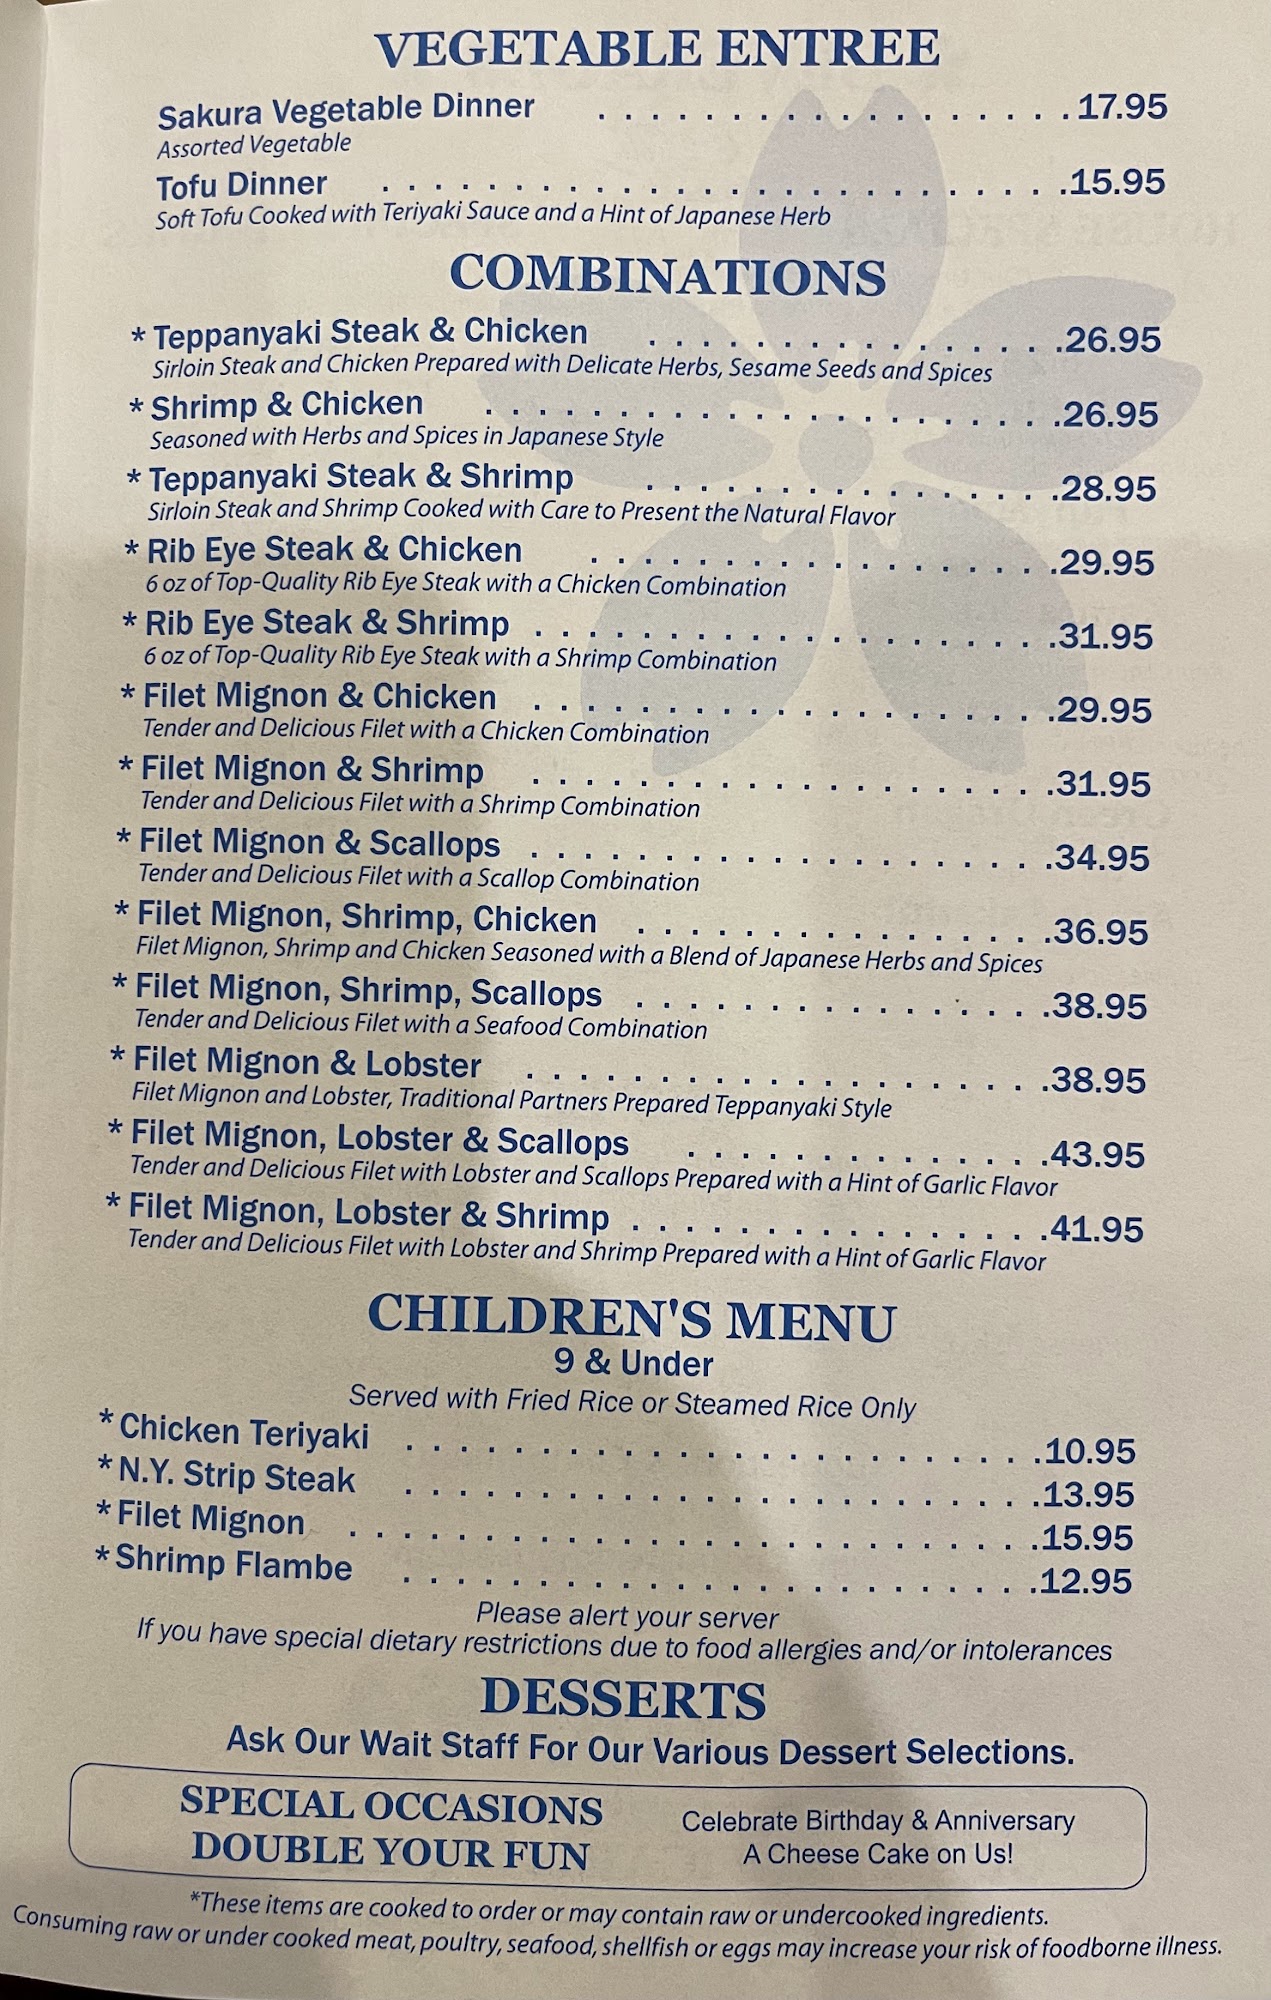 VEGETABLE ENTREE
Sakura Vegetable Dinner . . . . . . . . . . . . . . . . . . 17.95
Assorted Vegetable
Tofu Dinner . . . . . . . . . . . . . . . . . . . . . . . . . . 15.95
Soft Tofu Cooked with Teriyaki Sauce and a Hint of Japanese Herb
COMBINATIONS
* Teppanyaki Steak & Chicken . . . . . . . . . . . . . . . . 26.95
Sirloin Steak and Chicken Prepared with Delicate Herbs, Sesame Seeds and Spices
* Shrimp & Chicken . . . . . . . . . . . . . . . . . . . . . . 26.95
Seasoned with Herbs and Spices in Japanese Style
* Teppanyaki Steak & Shrimp . . . . . . . . . . . . . . . . 28.95
Sirloin Steak and Shrimp Cooked with Care to Present the Natural Flavor
* Rib Eye Steak & Chicken . . . . . . . . . . . . . . . . . . 29.95
6 oz of Top-Quality Rib Eye Steak with a Chicken Combination
* Rib Eye Steak & Shrimp . . . . . . . . . . . . . . . . . . . . 31.95
6 oz of Top-Quality Rib Eye Steak with a Shrimp Combination
* Filet Mignon & Chicken . . . . . . . . . . . . . . . . . . . . 29.95
Tender and Delicious Filet with a Chicken Combination
* Filet Mignon & Shrimp . . . . . . . . . . . . . . . . . . . . 31.95
Tender and Delicious Filet with a Shrimp Combination
* Filet Mignon & Scallops . . . . . . . . . . . . . . . . . . . . 34.95
Tender and Delicious Filet with a Scallop Combination
* Filet Mignon, Shrimp, Chicken . . . . . . . . . . . . . . . . 36.95
Filet Mignon, Shrimp and Chicken Seasoned with a Blend of Japanese Herbs and Spices
* Filet Mignon, Shrimp, Scallops . . . . . . . . . . . . . . . . 38.95
Tender and Delicious Filet with a Seafood Combination
* Filet Mignon & Lobster . . . . . . . . . . . . . . . . . . . . 38.95
Filet Mignon and Lobster, Traditional Partners Prepared Teppanyaki Style
* Filet Mignon, Lobster & Scallops . . . . . . . . . . . . . . 43.95
Tender and Delicious Filet with Lobster and Scallops Prepared with a Hint of Garlic Flavor
* Filet Mignon, Lobster & Shrimp . . . . . . . . . . . . . . . . 41.95
Tender and Delicious Filet with Lobster and Shrimp Prepared with a Hint of Garlic Flavor
CHILDREN'S MENU
9 & Under
Served with Fried Rice or Steamed Rice Only
* Chicken Teriyaki . . . . . . . . . . . . . . . . . . . . . . . . 10.95
* N.Y. Strip Steak . . . . . . . . . . . . . . . . . . . . . . . . 13.95
* Filet Mignon . . . . . . . . . . . . . . . . . . . . . . . . . . 15.95
* Shrimp Flambe . . . . . . . . . . . . . . . . . . . . . . . . 12.95
Please alert your server
If you have special dietary restrictions due to food allergies and/or intolerances
DESSERTS
Ask Our Wait Staff For Our Various Dessert Selections.
SPECIAL OCCASIONS
DOUBLE YOUR FUN
Celebrate Birthday & Anniversary
A Cheese Cake on Us!
*These items are cooked to order or may contain raw or undercooked ingredients.
Consuming raw or under cooked meat, poultry, seafood, shellfish or eggs may increase your risk of foodborne illness.